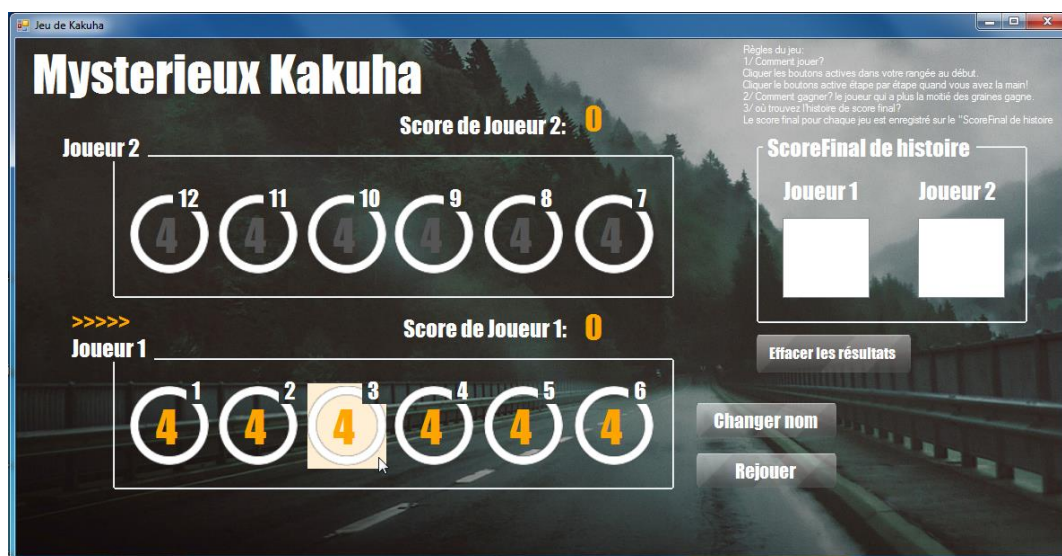 Jeu de Kakuha
Mysterieux Kakuha
Règles du jeu:
1/ Comment jouer?
Cliquer les boutons actives dans votre rangée au début.
Cliquer le boutons active étape par étape quand vous avez la main!
2/ Comment gagner? le joueur qui a plus la moitié des graines gagne.
3/ où trouvez l'histoire de score final?
Le score final pour chaque jeu est enregistré sur le "ScoreFinal de histoire
Score de Joueur 2: 0
Joueur 2
12 11 10 9 8 7
4 4 4 4 4 4
ScoreFinal de histoire
Joueur 1 Joueur 2
>>>>>
Joueur 1
Score de Joueur 1: 0
1 2 3 4 5 6
4 4 4 4 4 4
Effacer les résultats
Changer nom
Rejouer